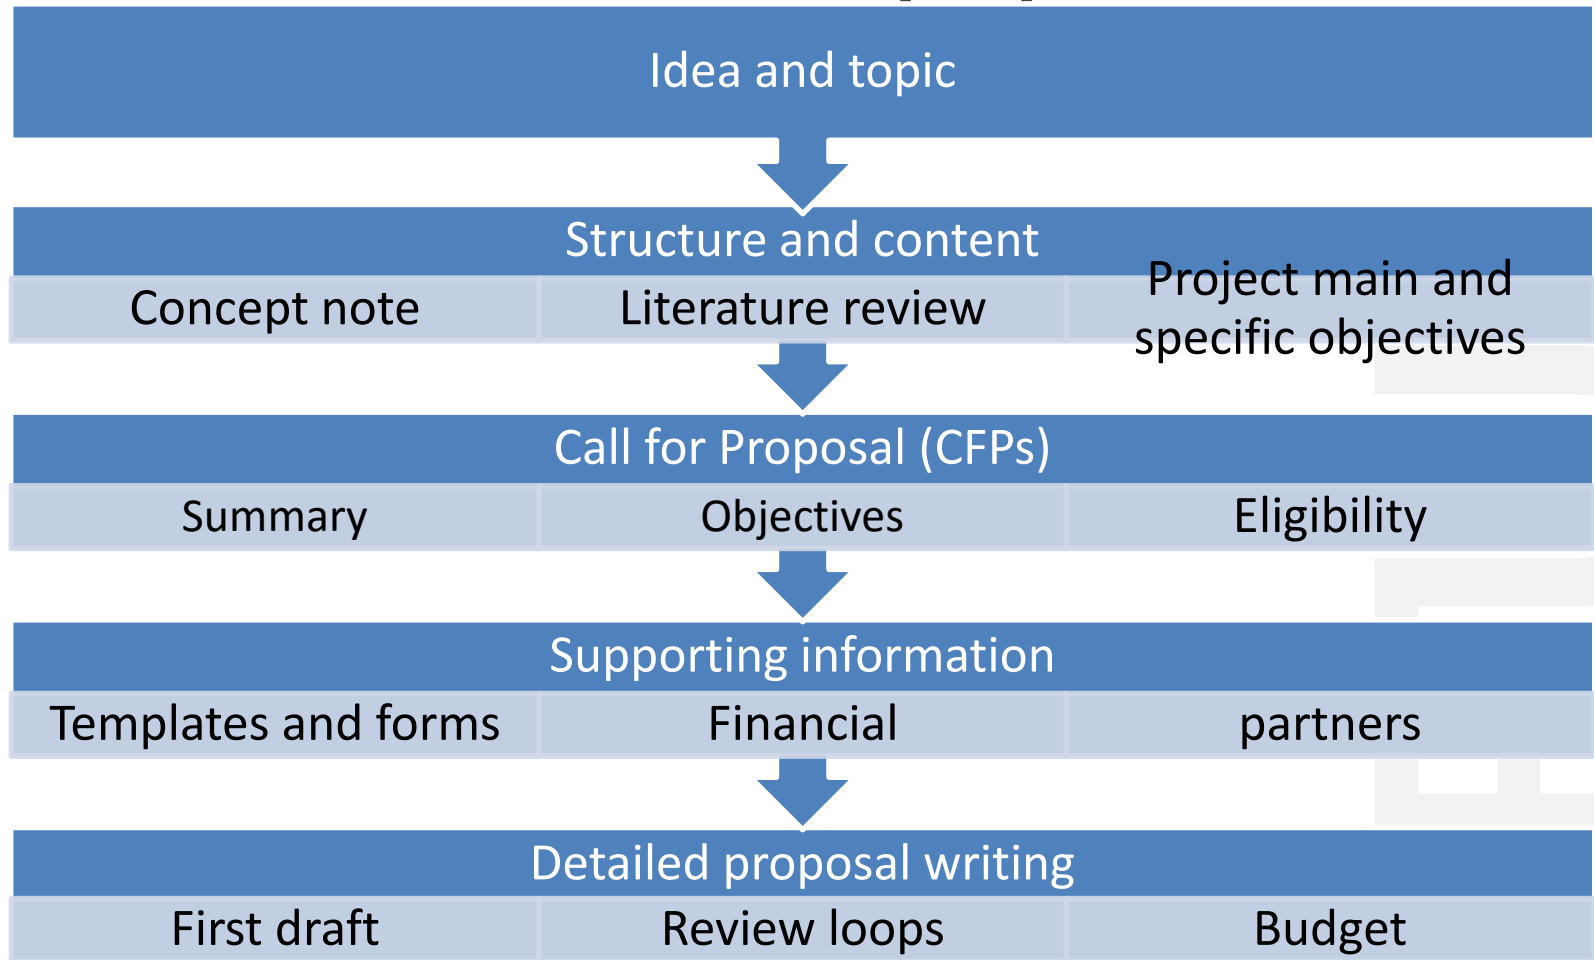 Idea and topic
Structure and content
Concept note
Literature review
Project main and
specific objectives
Call for Proposal (CFPs)
Summary
Objectives
Eligibility
Supporting information
Templates and forms
Financial
partners
Detailed proposal writing
First draft
Review loops
Budget